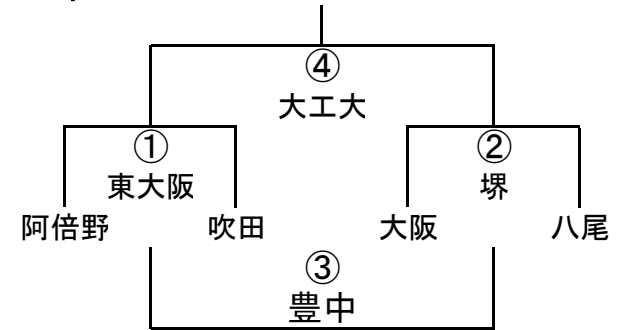 ④
大工大
① ②
東大阪 堺
阿倍野 吹田 大阪 八尾
③
豊中